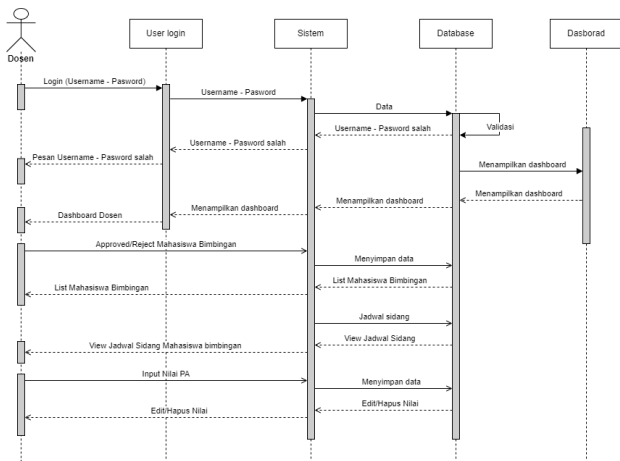 User login
Sistem
Database
Dasborad
Dosen
Login (Username - Pasword)
Username - Pasword
Data
Validasi
Username - Pasword salah
Username - Pasword salah
Pesan Username - Pasword salah
Menampilkan dashboard
Menampilkan dashboard
Menampilkan dashboard
Menampilkan dashboard
Dashboard Dosen
Approved/Reject Mahasiswa Bimbingan
Menyimpan data
List Mahasiswa Bimbingan
List Mahasiswa Bimbingan
Jadwal sidang
View Jadwal Sidang
View Jadwal Sidang Mahasiswa bimbingan
Input Nilai PA
Menyimpan data
Edit/Hapus Nilai
Edit/Hapus Nilai